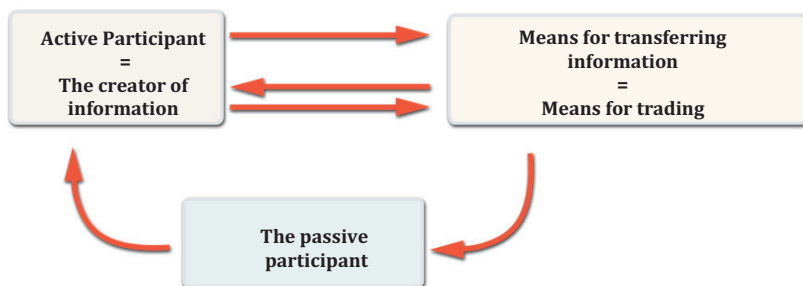 Active Participant
=
The creator of
information
Means for transferring
information
=
Means for trading
The passive
participant